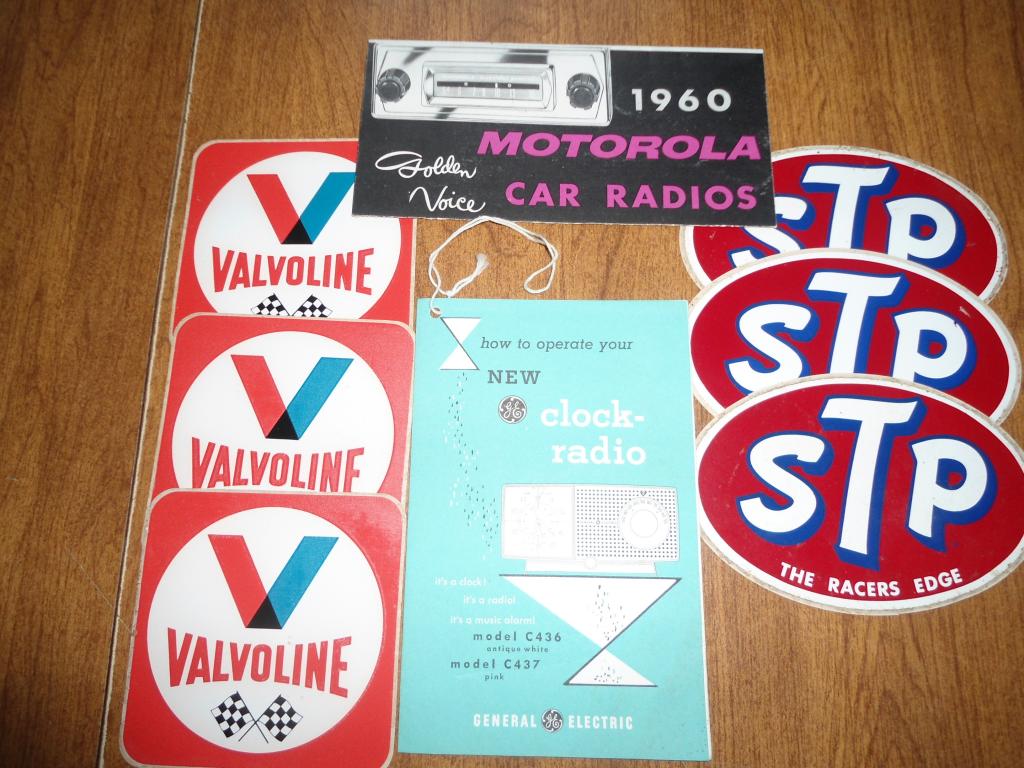 1960
MOTOROLA
Golden
Voice
CAR RADIOS
VALVOLINE
VALVOLINE
VALVOLINE
how to operate your
NEW
GE clock-
radio
it's a clock!
it's a radio!
it's a music alarm!
model C436
antique white
model C437
pink
GENERAL GE ELECTRIC
STP
STP
STP
THE RACERS EDGE